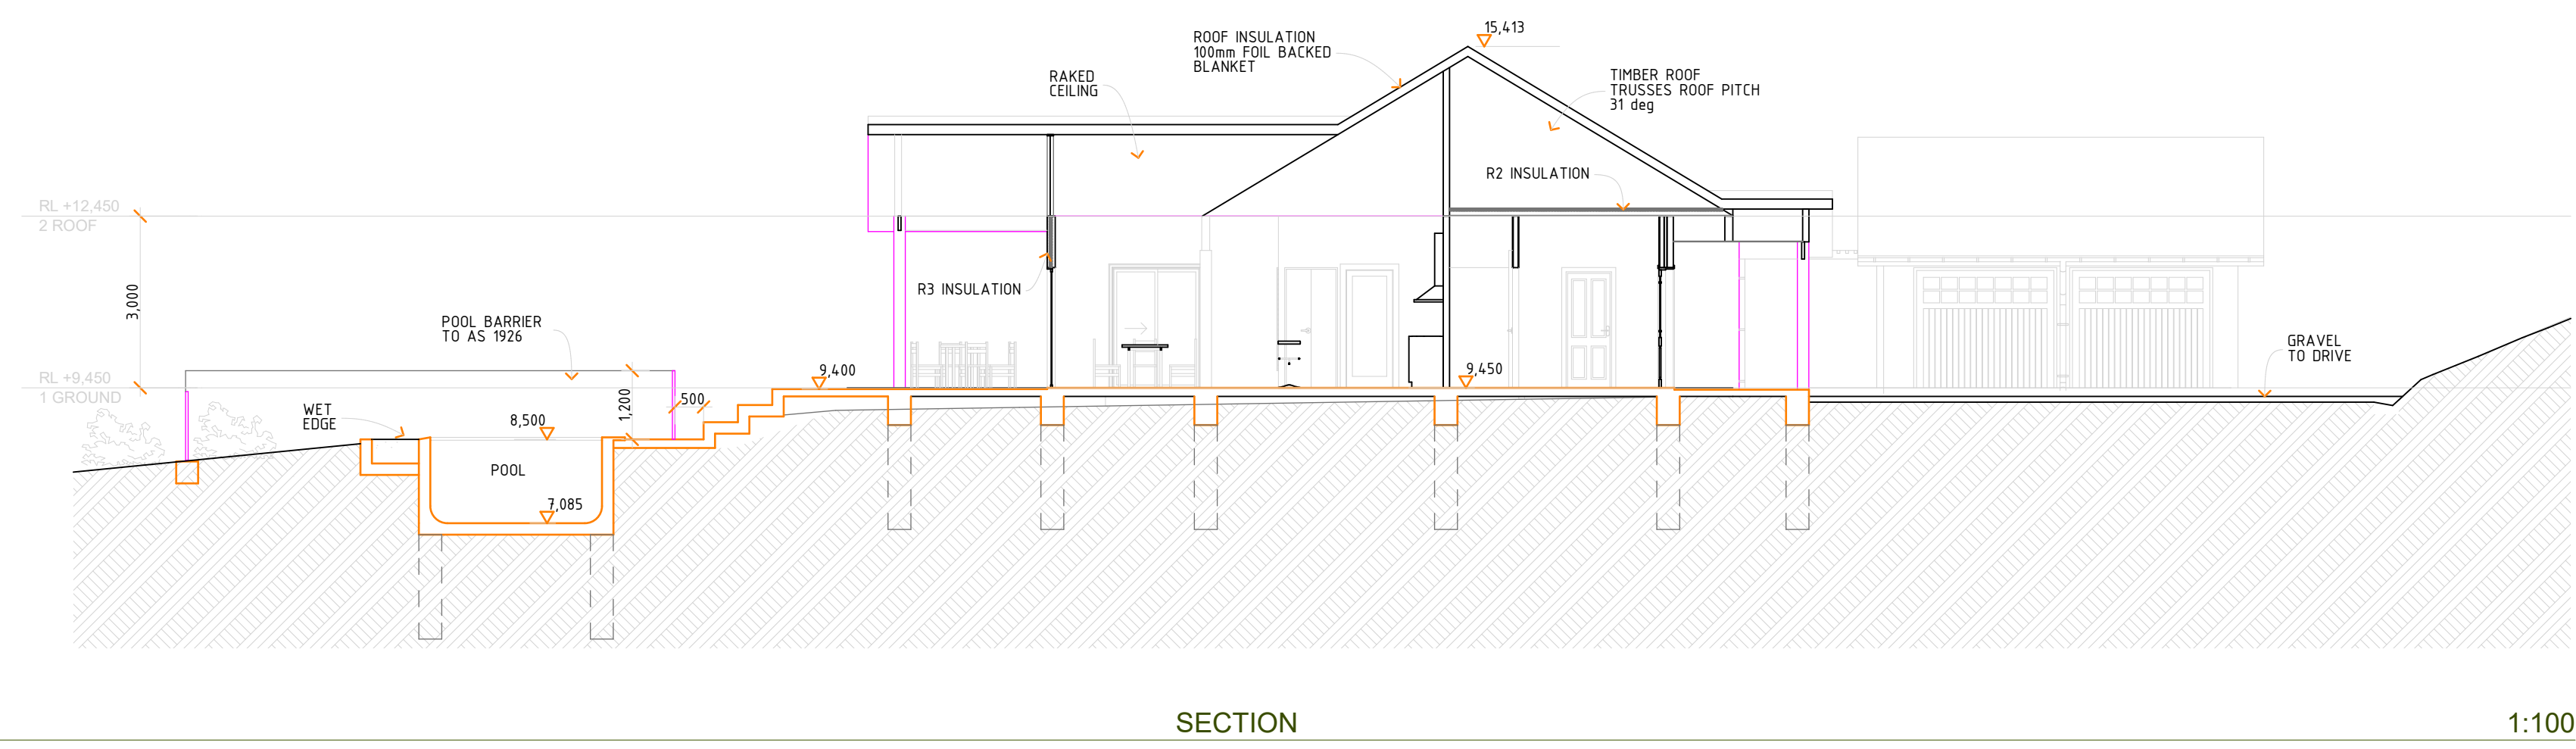 15,413
ROOF INSULATION
100mm FOIL BACKED
BLANKET
RAKED
CEILING
TIMBER ROOF
TRUSSES ROOF PITCH
31 deg
R2 INSULATION
RL +12,450
2 ROOF
R3 INSULATION
3,000
POOL BARRIER
TO AS 1926
GRAVEL
TO DRIVE
RL +9,450
1 GROUND
9,400
9,450
1,200
500
WET
EDGE
8,500
POOL
7,085
SECTION
1:100